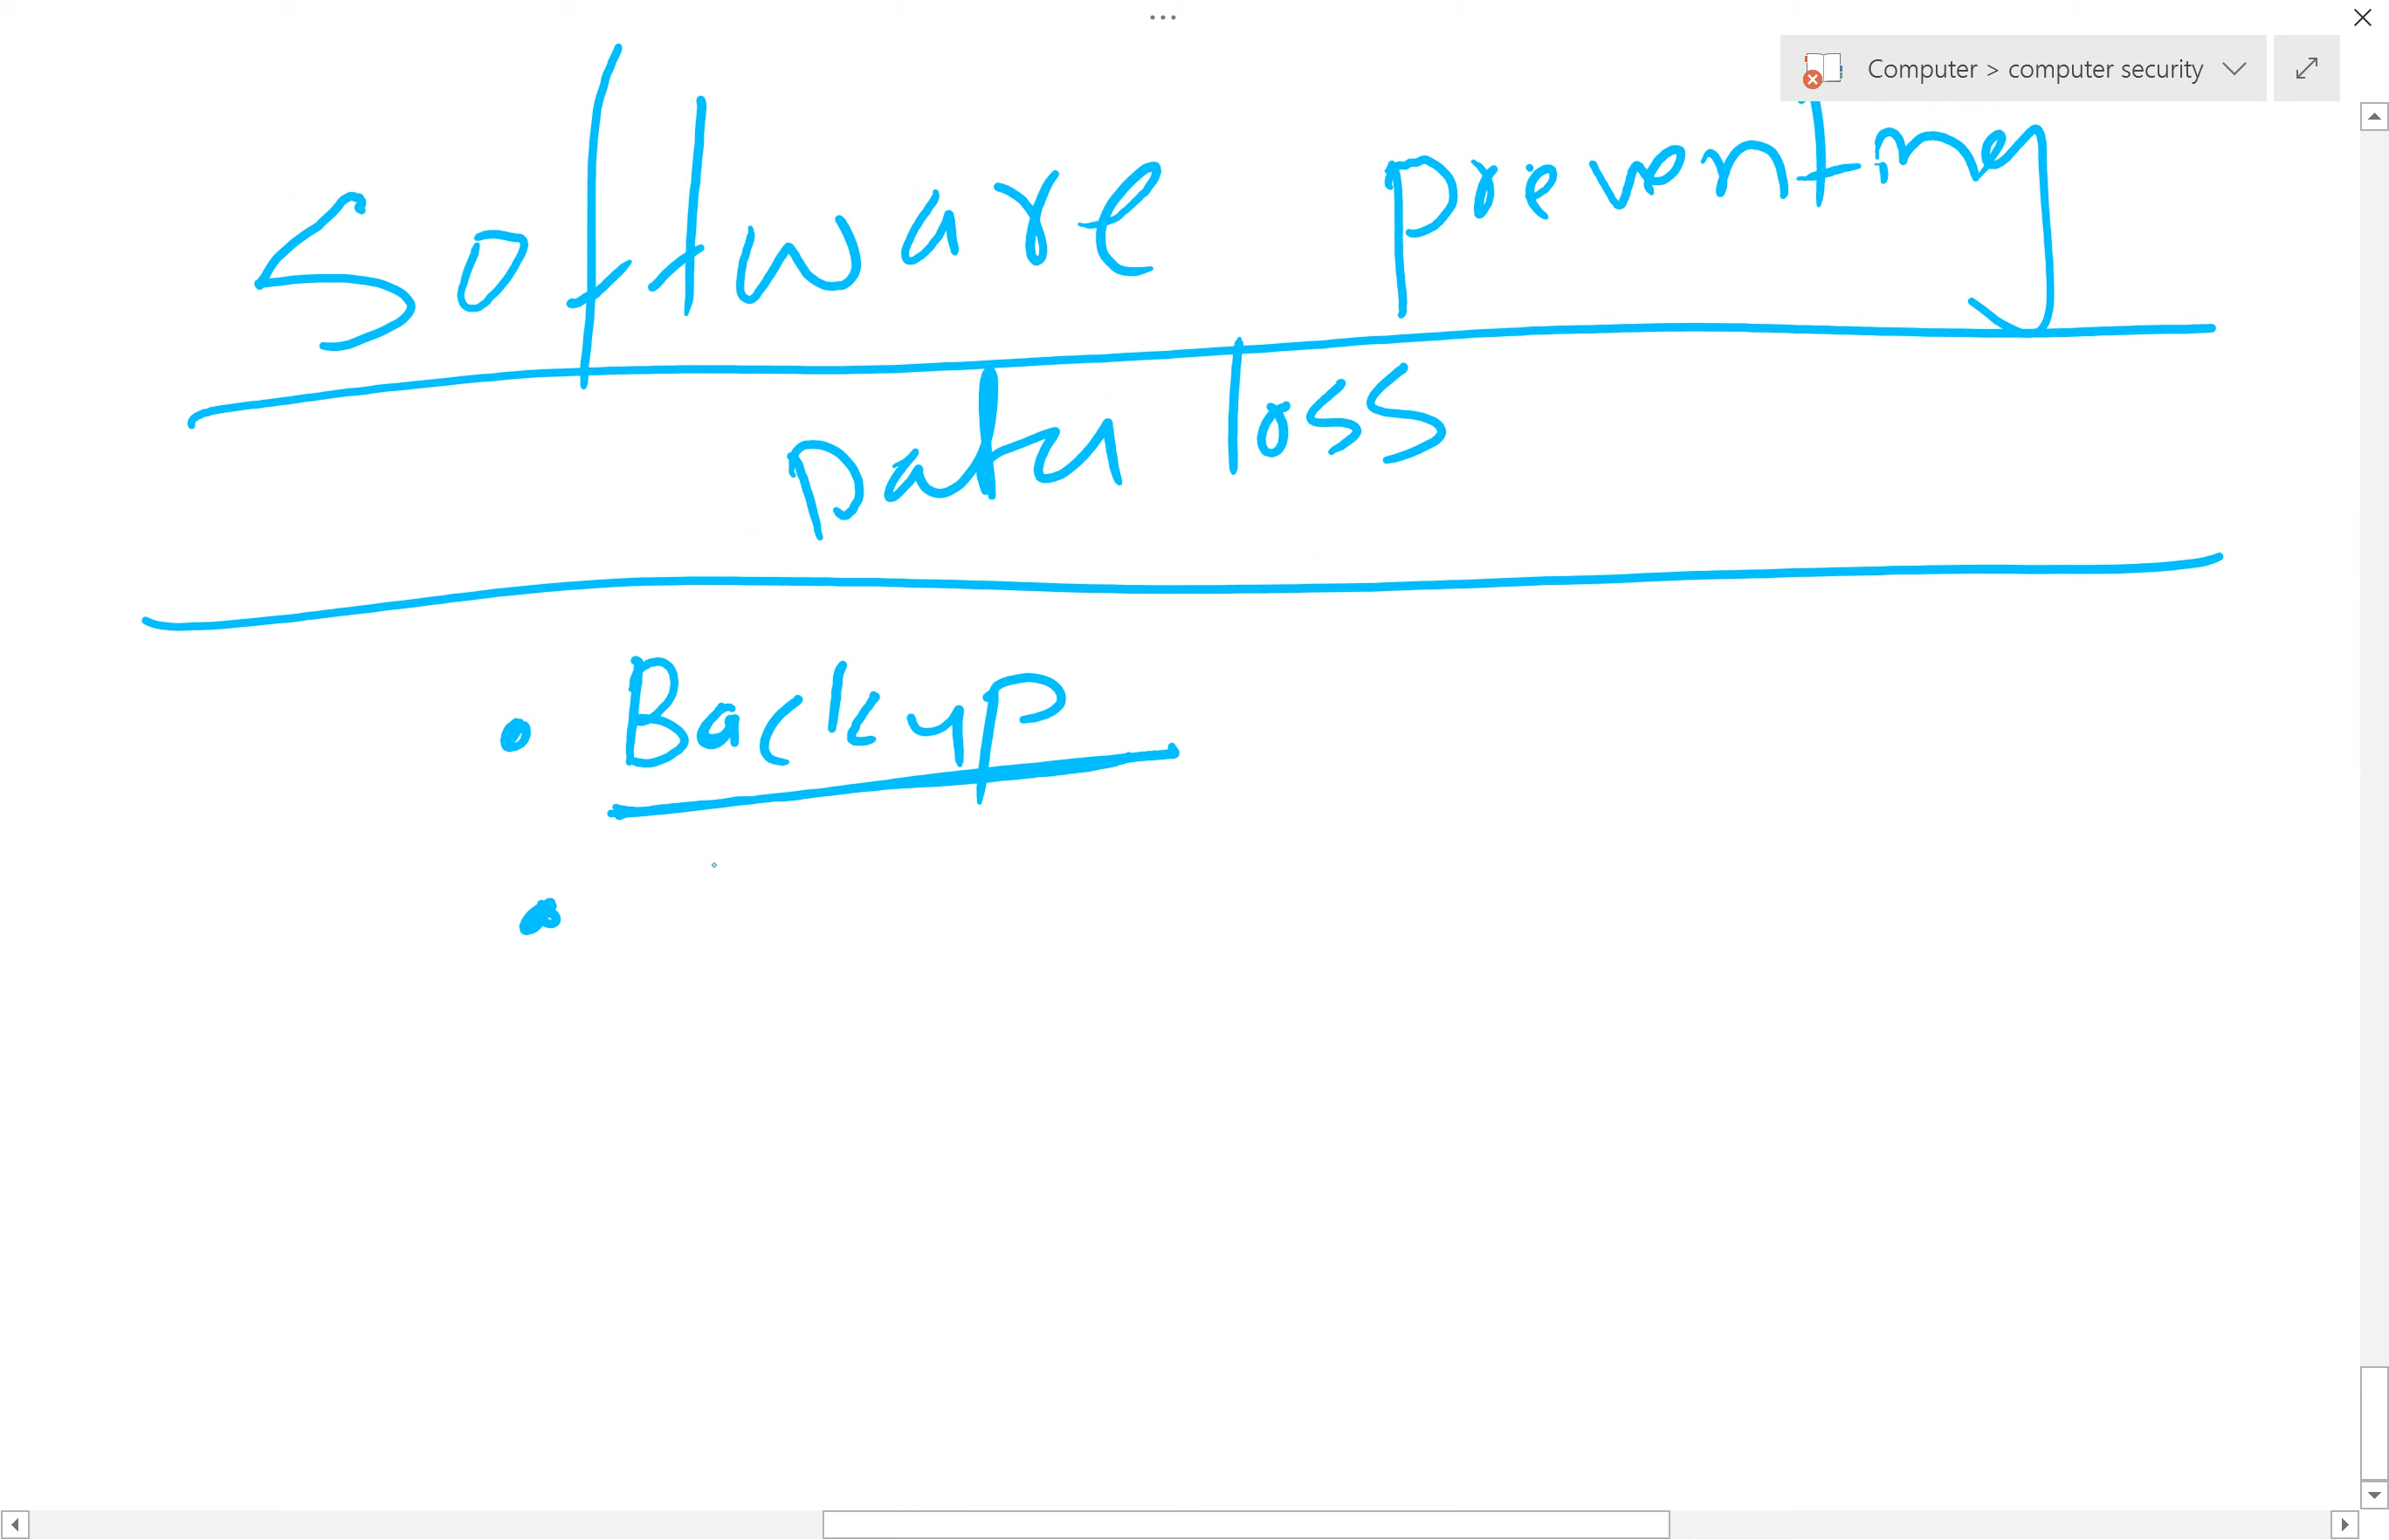 Computer > computer security
Software preventing
Data loss
• Backup
•